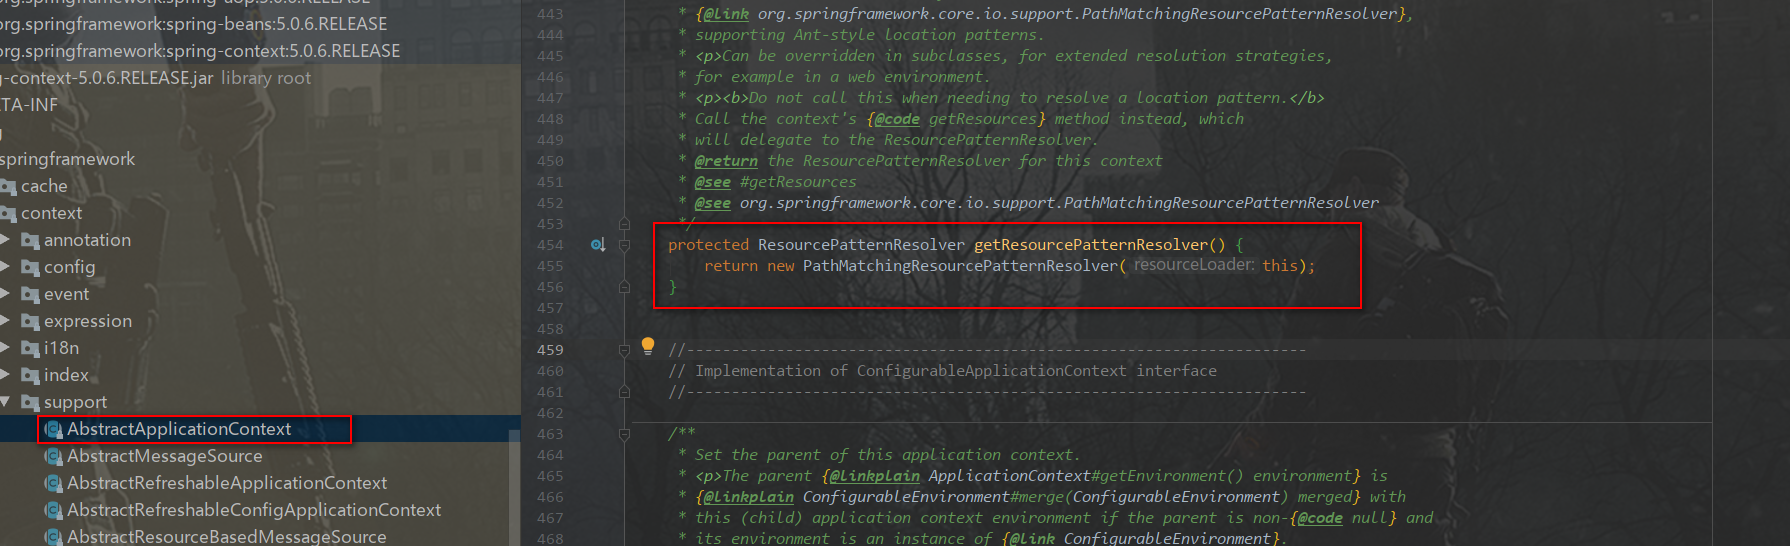 org.springframework:spring-aop:5.0.6.RELEASE
org.springframework:spring-beans:5.0.6.RELEASE
org.springframework:spring-context:5.0.6.RELEASE
g-context-5.0.6.RELEASE.jar library root
ETA-INF
g
springframework
cache
context
annotation
config
event
expression
i18n
index
support
AbstractApplicationContext
AbstractMessageSource
AbstractRefreshableApplicationContext
AbstractRefreshableConfigApplicationContext
AbstractResourceBasedMessageSource
443 * {@link org.springframework.core.io.support.PathMatchingResourcePatternResolver},
444 * supporting Ant-style location patterns.
445 * <p>Can be overridden in subclasses, for extended resolution strategies,
446 * for example in a web environment.
447 * <p><b>Do not call this when needing to resolve a location pattern.</b>
448 * Call the context's {@code getResources} method instead, which
449 * will delegate to the ResourcePatternResolver.
450 * @return the ResourcePatternResolver for this context
451 * @see #getResources
452 * @see org.springframework.core.io.support.PathMatchingResourcePatternResolver
453 */
454 protected ResourcePatternResolver getResourcePatternResolver() {
455 return new PathMatchingResourcePatternResolver( resourceLoader: this);
456 }
457
458
459 //---------------------------------------------------------------------
460 // Implementation of ConfigurableApplicationContext interface
461 //---------------------------------------------------------------------
462
463 /**
464 * Set the parent of this application context.
465 * <p>The parent {@linkplain ApplicationContext#getEnvironment() environment} is
466 * {@linkplain ConfigurableEnvironment#merge(ConfigurableEnvironment) merged} with
467 * this (child) application context environment if the parent is non-{@code null} and
468 * its environment is an instance of {@link ConfigurableEnvironment}.